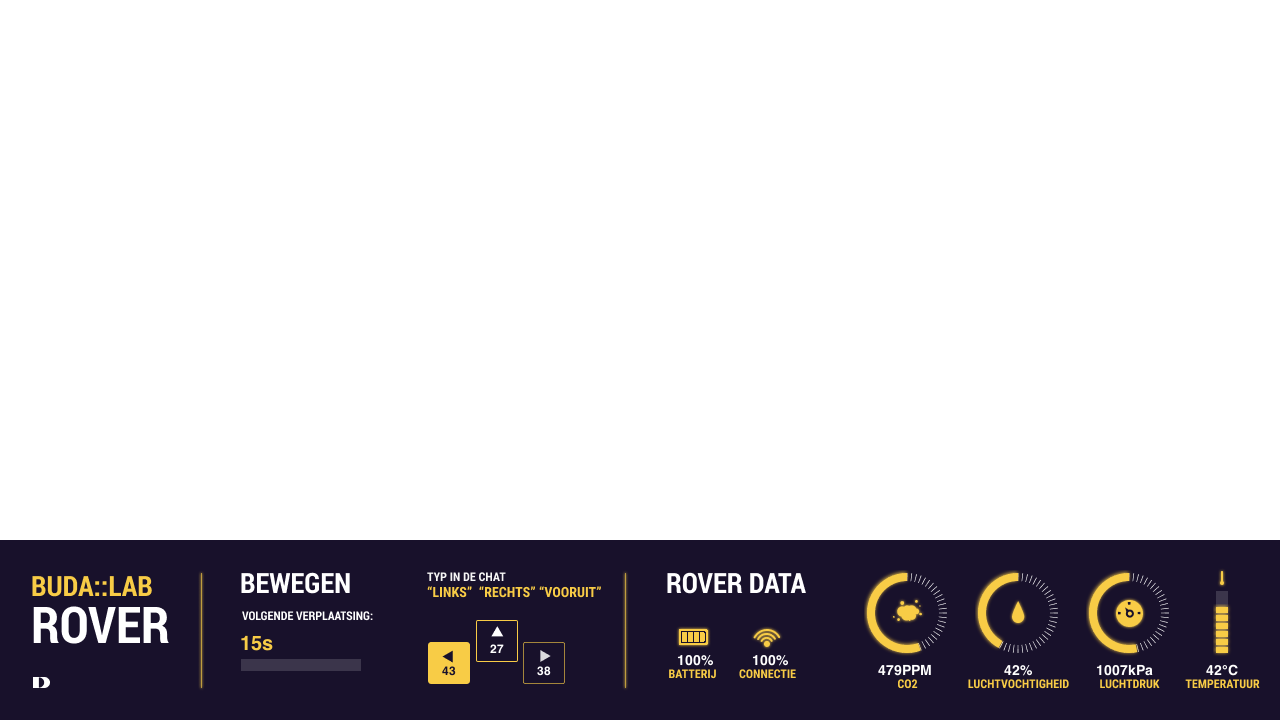 BUDA::LAB
ROVER
BEWEGEN
VOLGENDE VERPLAATSING:
15s
TYP IN DE CHAT
“LINKS” “RECHTS” “VOORUIT”
27
43
38
ROVER DATA
100%
BATTERIJ
100%
CONNECTIE
479PPM
CO2
42%
LUCHTVOCHTIGHEID
1007kPa
LUCHTDRUK
42°C
TEMPERATUUR